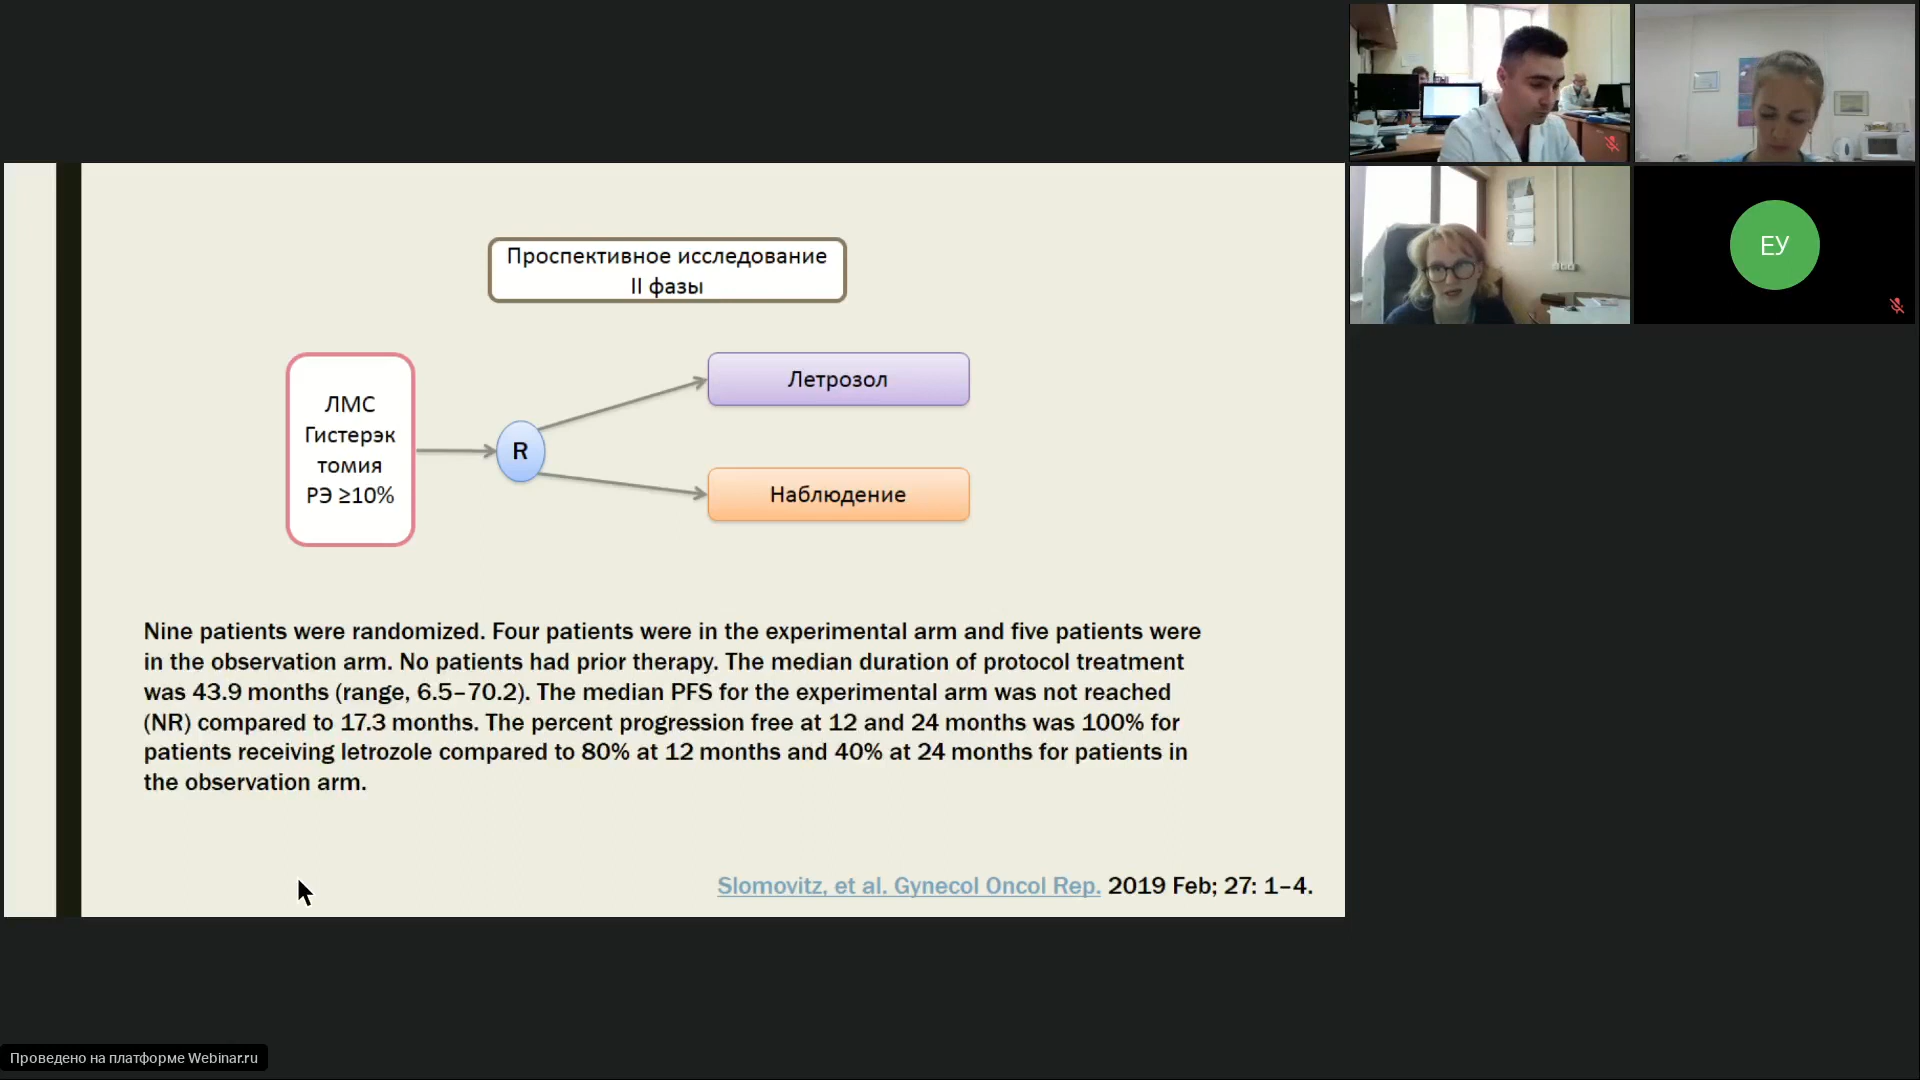 Проспективное исследование
II фазы
ЛМС
Гистерэк
томия
РЭ ≥10%
R
Летрозол
Наблюдение
Nine patients were randomized. Four patients were in the experimental arm and five patients were
in the observation arm. No patients had prior therapy. The median duration of protocol treatment
was 43.9 months (range, 6.5–70.2). The median PFS for the experimental arm was not reached
(NR) compared to 17.3 months. The percent progression free at 12 and 24 months was 100% for
patients receiving letrozole compared to 80% at 12 months and 40% at 24 months for patients in
the observation arm.
Slomovitz, et al. Gynecol Oncol Rep. 2019 Feb; 27: 1–4.
ЕУ
Проведено на платформе Webinar.ru